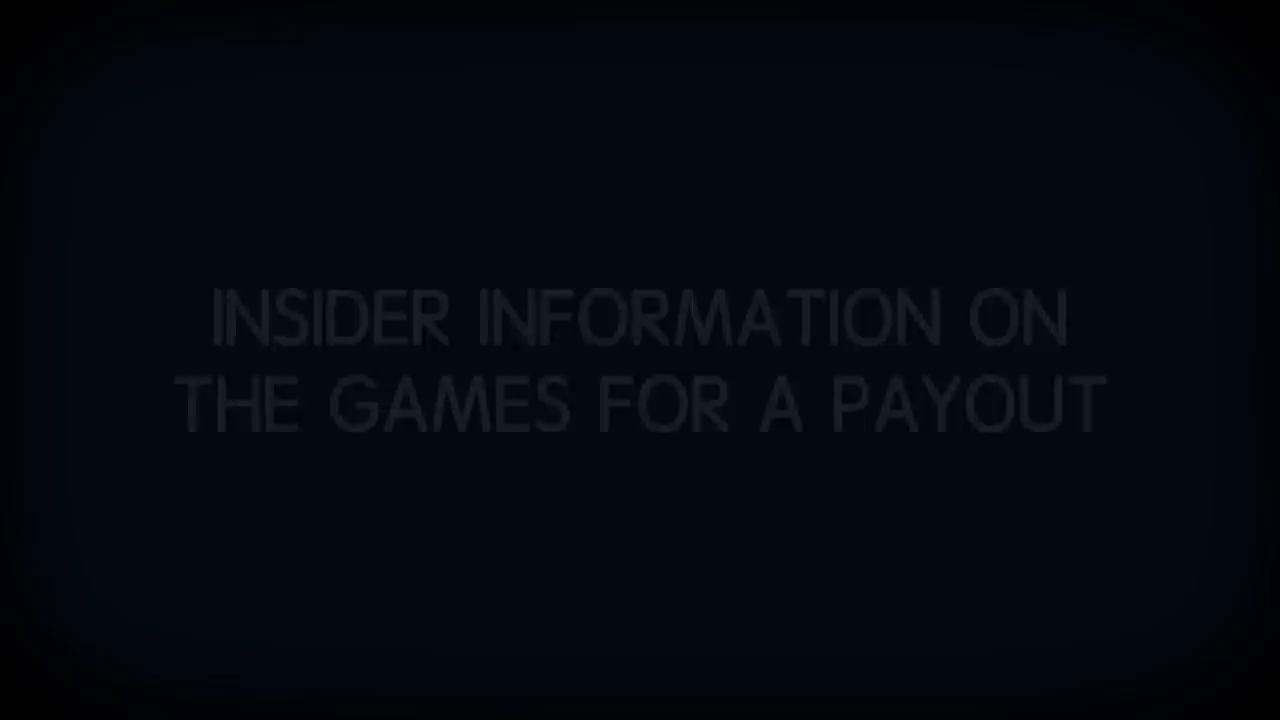 INSIDER INFORMATION ON
THE GAMES FOR A PAYOUT